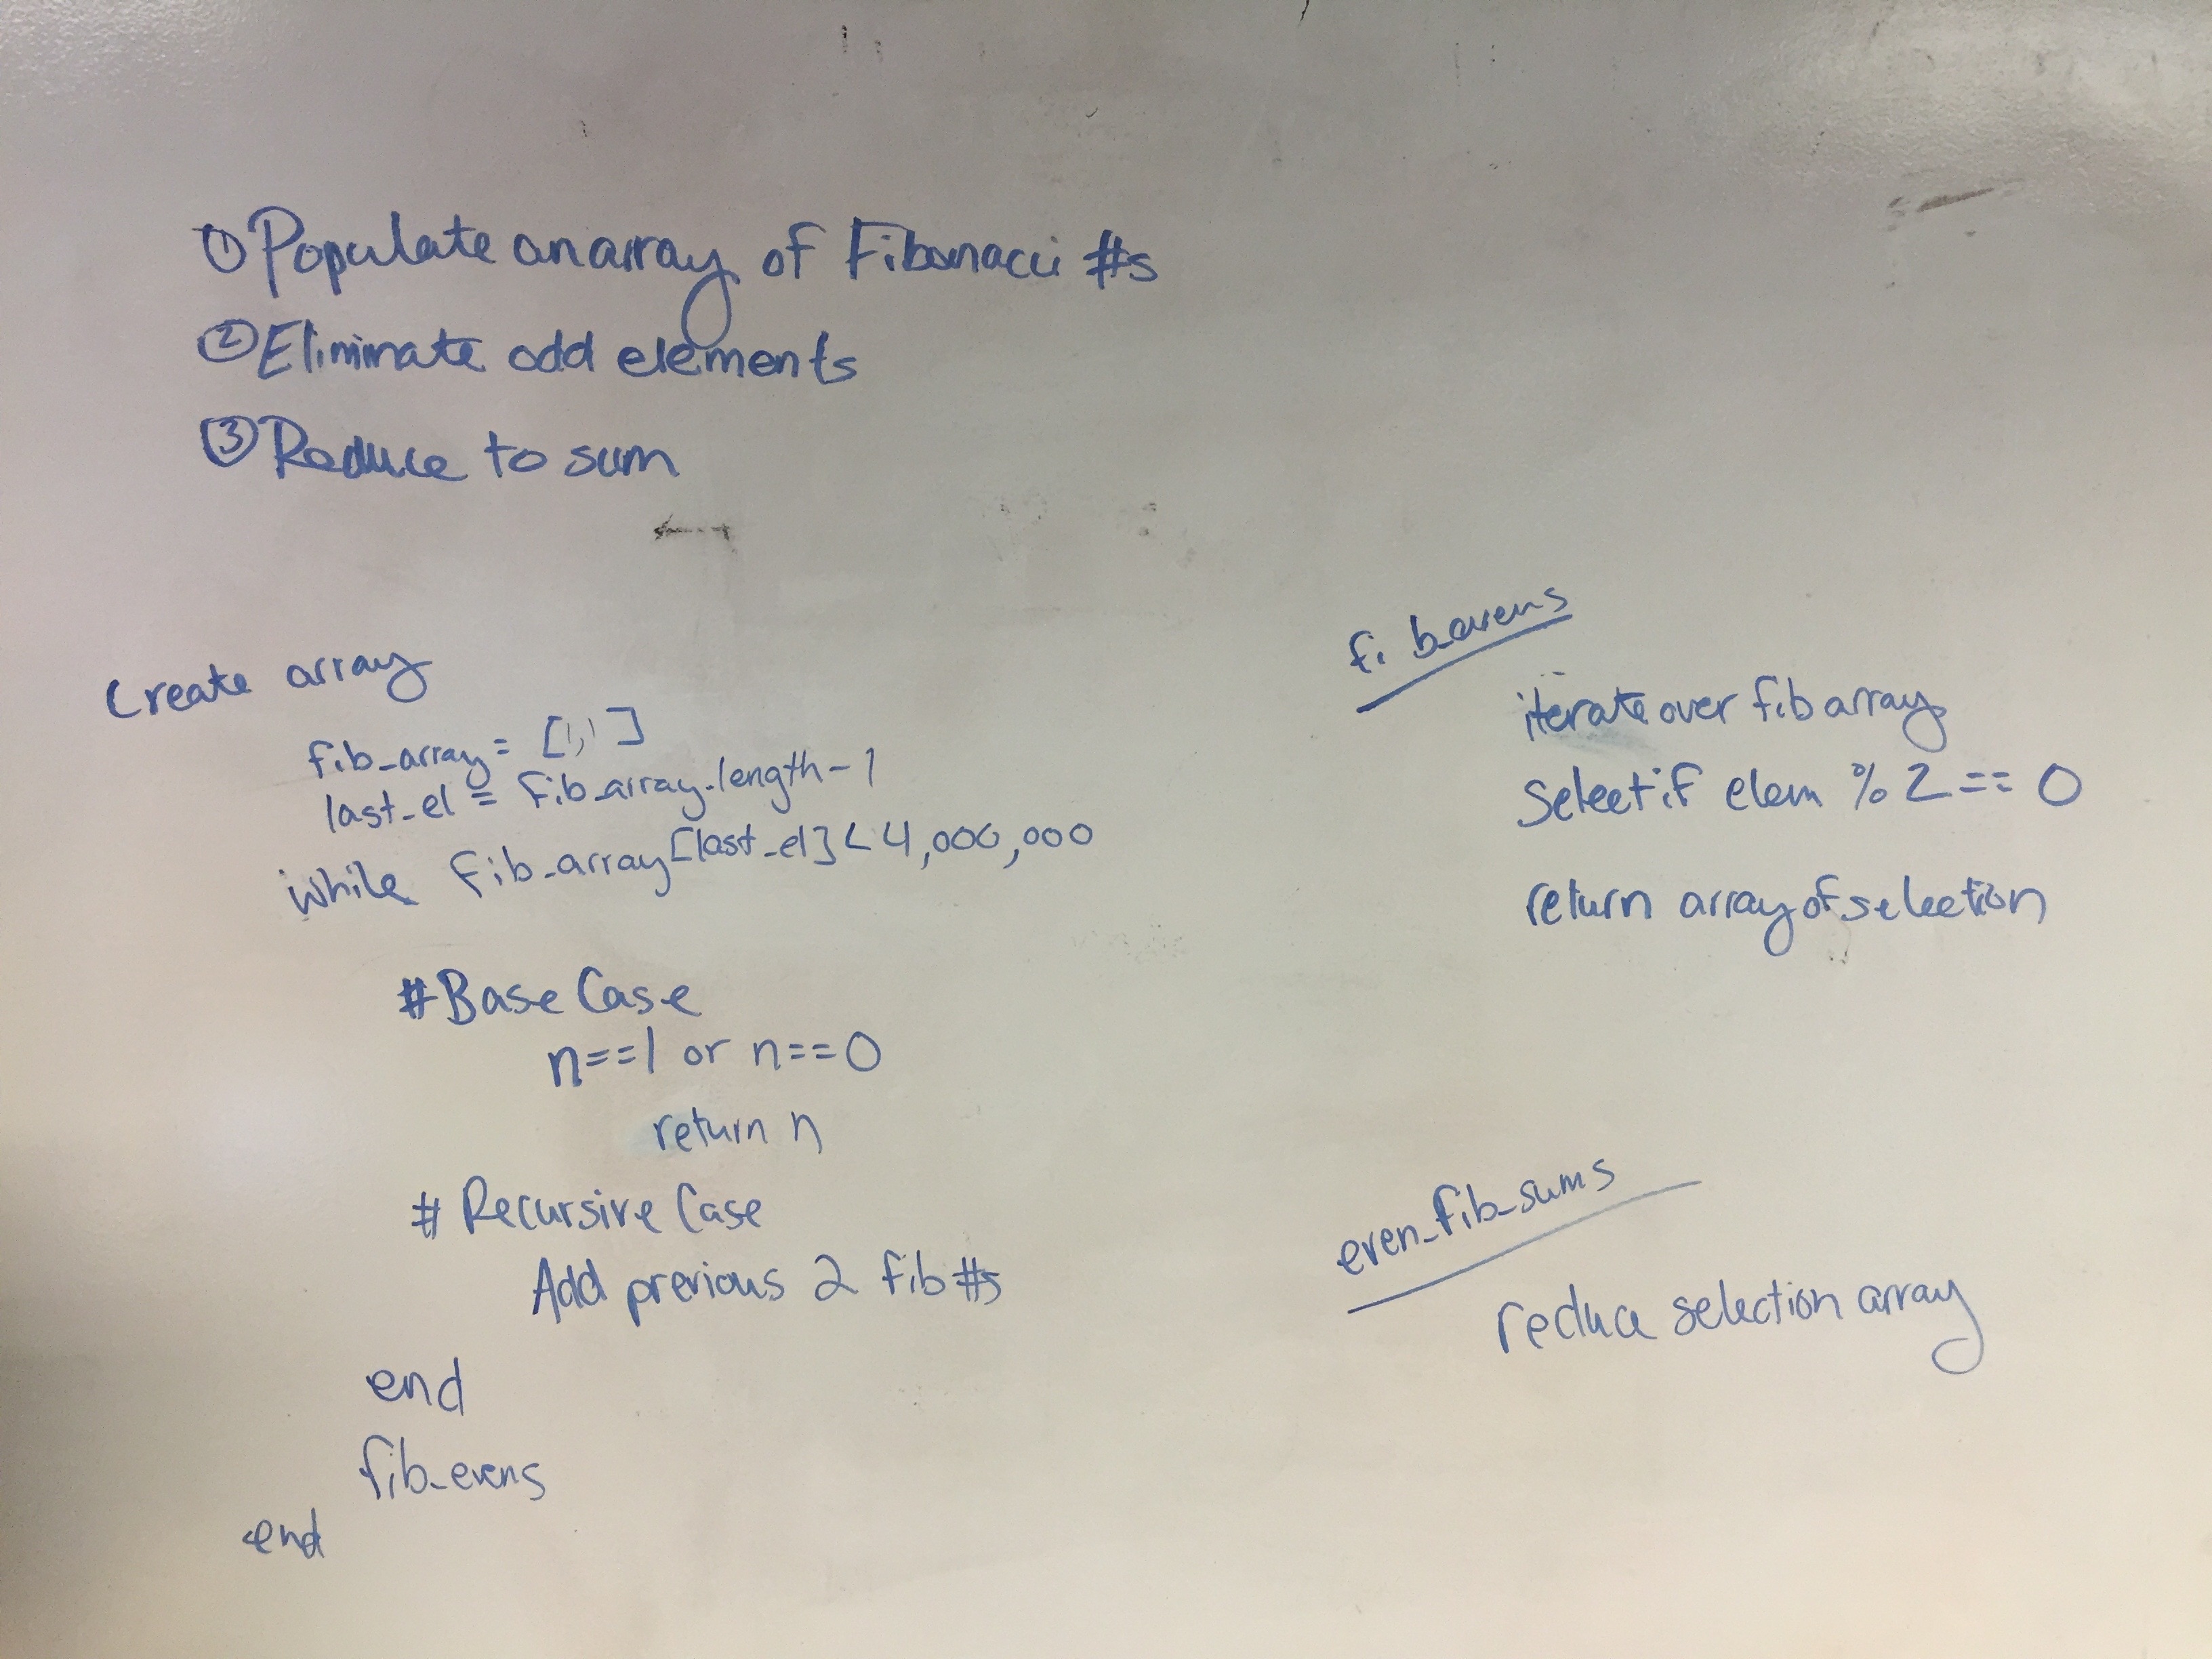 ① Populate an array of Fibonacci #s
② Eliminate odd elements
③ Reduce to sum
Create array
fib_array = [1,1]
last_el = fib_array.length-1
while fib_array[last_el] < 4,000,000
#Base Case
n==1 or n==0
return n
# Recursive Case
Add previous 2 fib #s
end
fib_evens
end
fib_evens
iterate over fib array
Select if elem % 2 == 0
return array of selection
even_fib_sums
reduce selection array